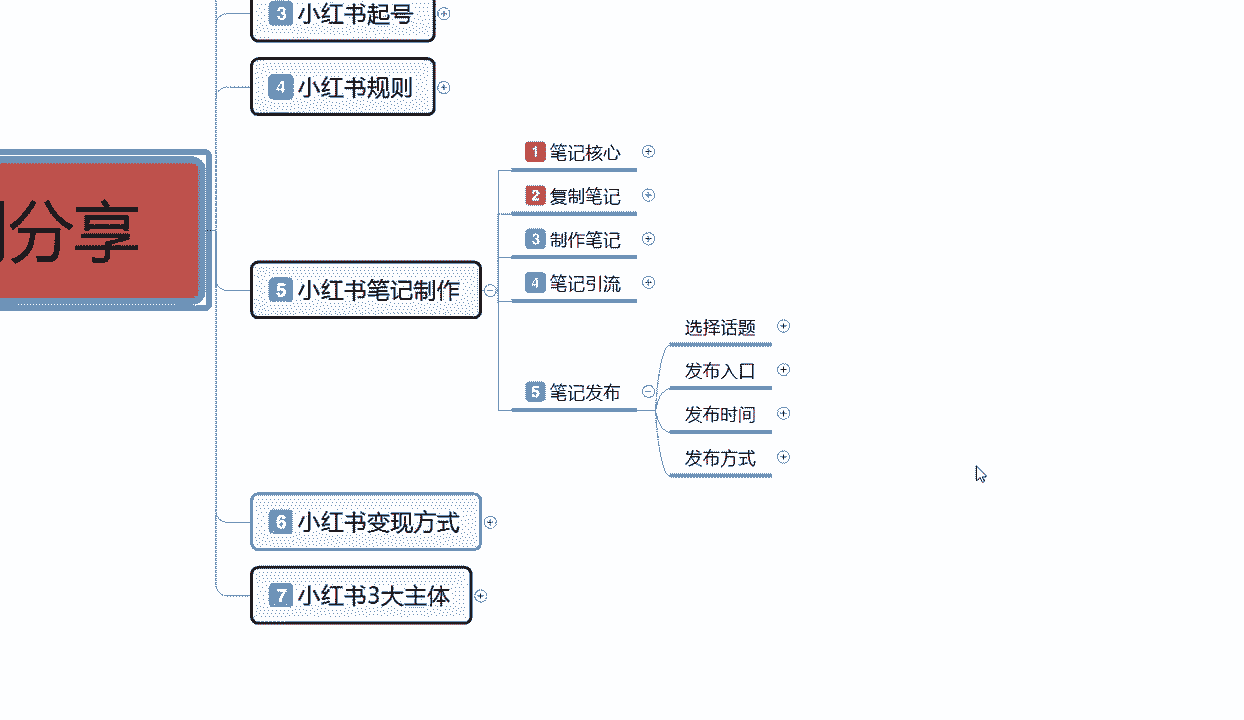 3 小红书起号
4 小红书规则
分享
5 小红书笔记制作
1 笔记核心
2 复制笔记
3 制作笔记
4 笔记引流
5 笔记发布
选择话题
发布入口
发布时间
发布方式
6 小红书变现方式
7 小红书3大主体